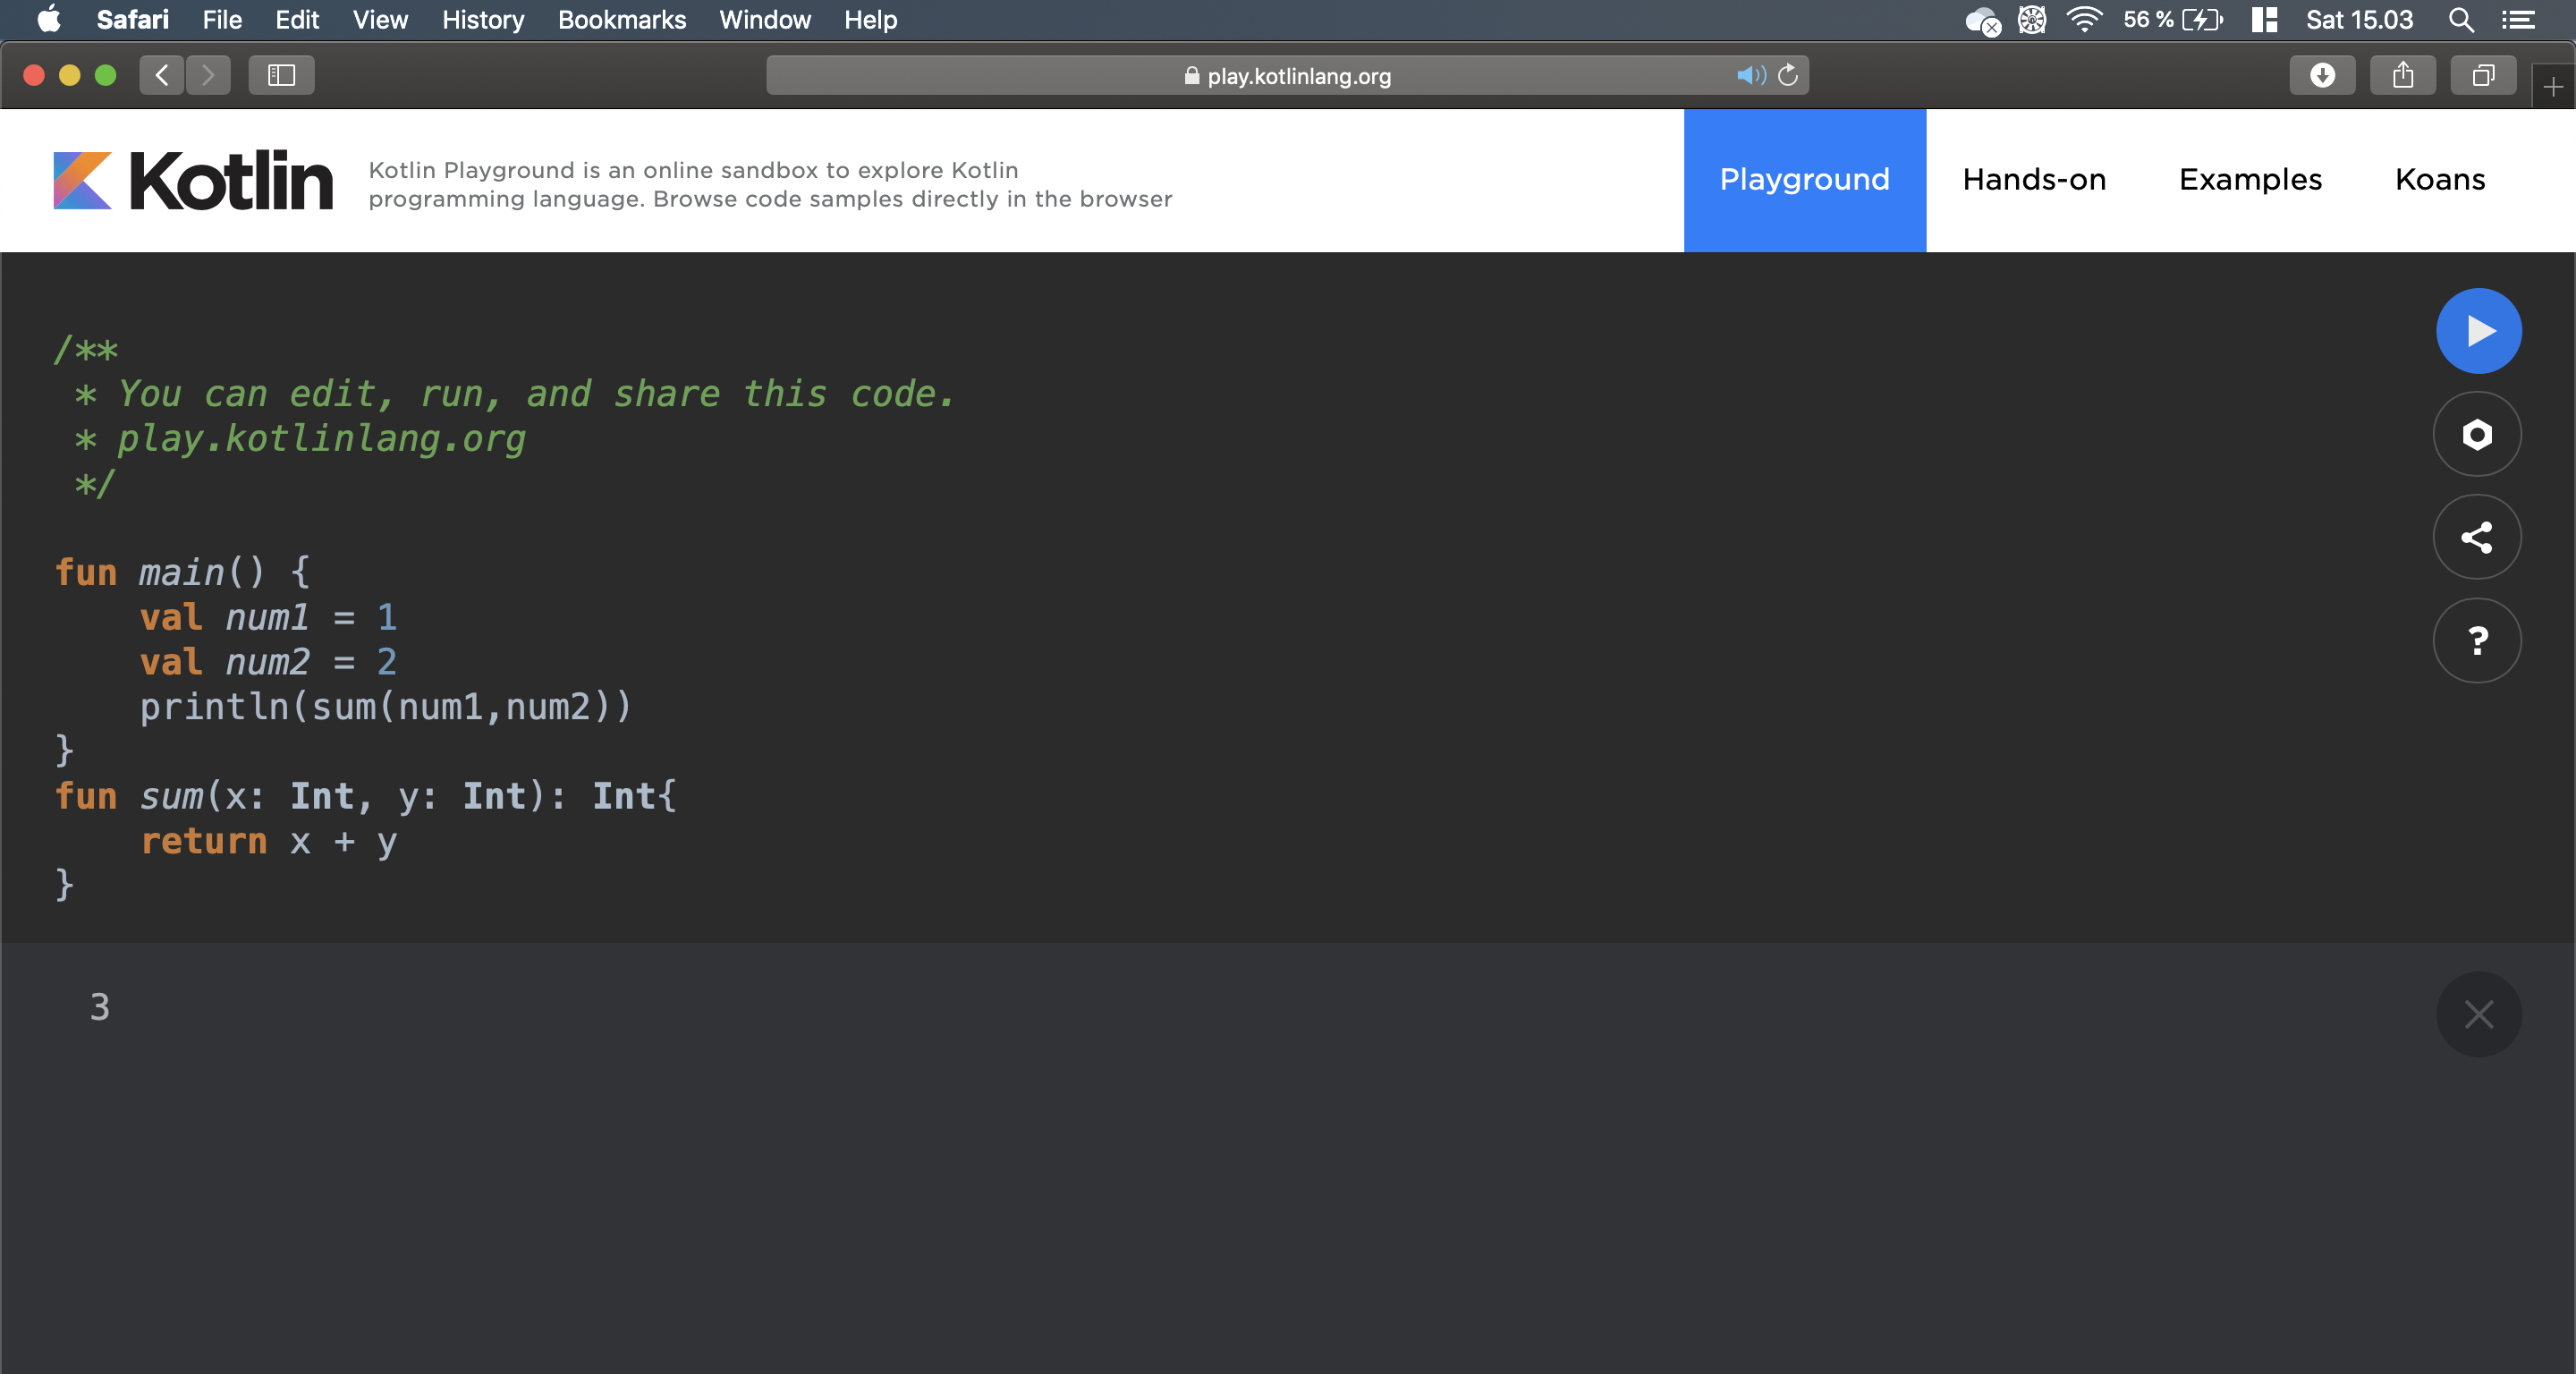 Safari File Edit View History Bookmarks Window Help 56 % Sat 15.03
play.kotlinlang.org
Kotlin
Kotlin Playground is an online sandbox to explore Kotlin
programming language. Browse code samples directly in the browser
Playground Hands-on Examples Koans
/**
 * You can edit, run, and share this code.
 * play.kotlinlang.org
 */
fun main() {
    val num1 = 1
    val num2 = 2
    println(sum(num1,num2))
}
fun sum(x: Int, y: Int): Int{
    return x + y
}
?
3